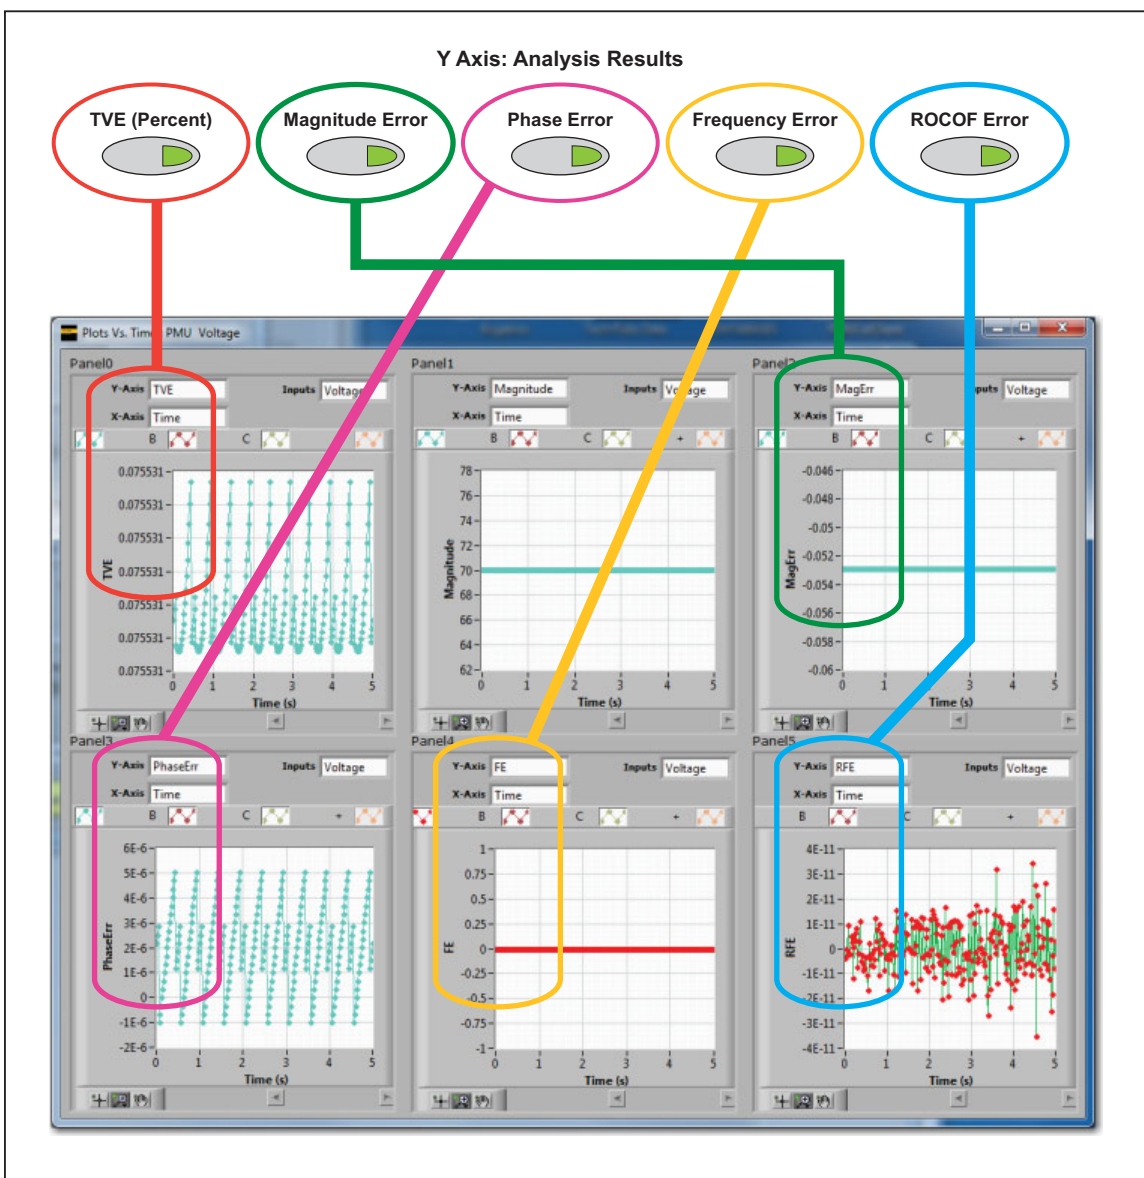 Y Axis: Analysis Results
TVE (Percent) Magnitude Error Phase Error Frequency Error ROCOF Error
Plots Vs. Time PMU Voltage
Panel0 Panel1 Panel2
Y-Axis TVE Inputs Voltage Y-Axis Magnitude Inputs Voltage Y-Axis MagErr Inputs Voltage
X-Axis Time X-Axis Time X-Axis Time
B C B C + B C +
0.075531
0.075531
0.075531
0.075531
0.075531
0.075531
0.075531
TVE
0 1 2 3 4 5
Time (s)
78
76
74
72
70
68
66
64
62
Magnitude
0 1 2 3 4 5
Time (s)
-0.046
-0.048
-0.05
-0.052
-0.054
-0.056
-0.058
-0.06
MagErr
0 1 2 3 4 5
Time (s)
Panel3 Panel4 Panel5
Y-Axis PhaseErr Inputs Voltage Y-Axis FE Inputs Voltage Y-Axis RFE Inputs Voltage
X-Axis Time X-Axis Time X-Axis Time
B C + B C + B C +
6E-6
5E-6
4E-6
3E-6
2E-6
1E-6
0
-1E-6
-2E-6
PhaseErr
0 1 2 3 4 5
Time (s)
1
0.75
0.5
0.25
0
-0.25
-0.5
-0.75
-1
FE
0 1 2 3 4 5
Time (s)
4E-11
3E-11
2E-11
1E-11
0
-1E-11
-2E-11
-3E-11
-4E-11
RFE
0 1 2 3 4 5
Time (s)